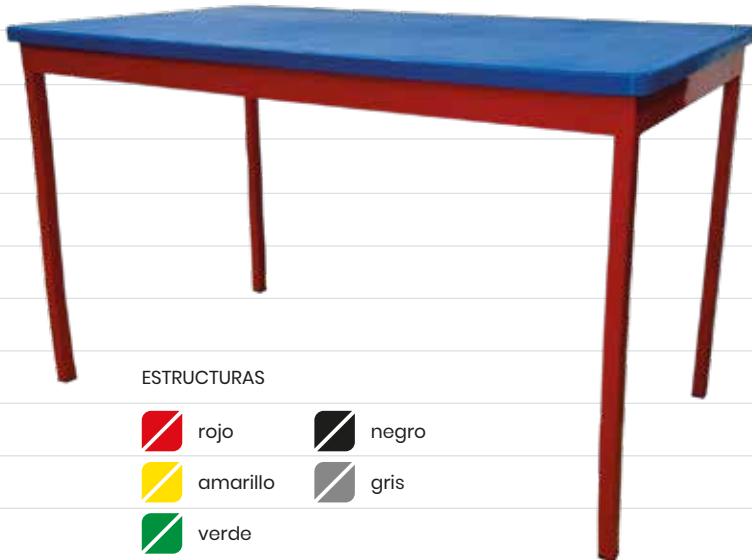 ESTRUCTURAS
rojo
negro
amarillo
gris
verde